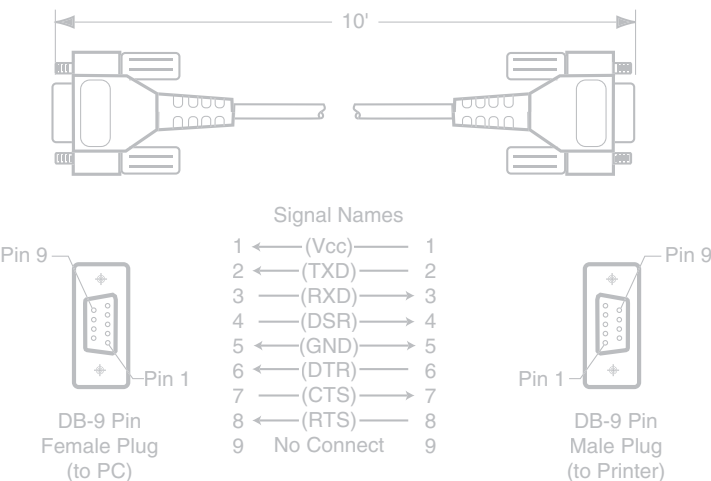 10'
Signal Names
Pin 9
Pin 9
1 (Vcc) 1
2 (TXD) 2
3 (RXD) 3
4 (DSR) 4
5 (GND) 5
6 (DTR) 6
7 (CTS) 7
8 (RTS) 8
9 No Connect 9
Pin 1
Pin 1
DB-9 Pin
Female Plug
(to PC)
DB-9 Pin
Male Plug
(to Printer)